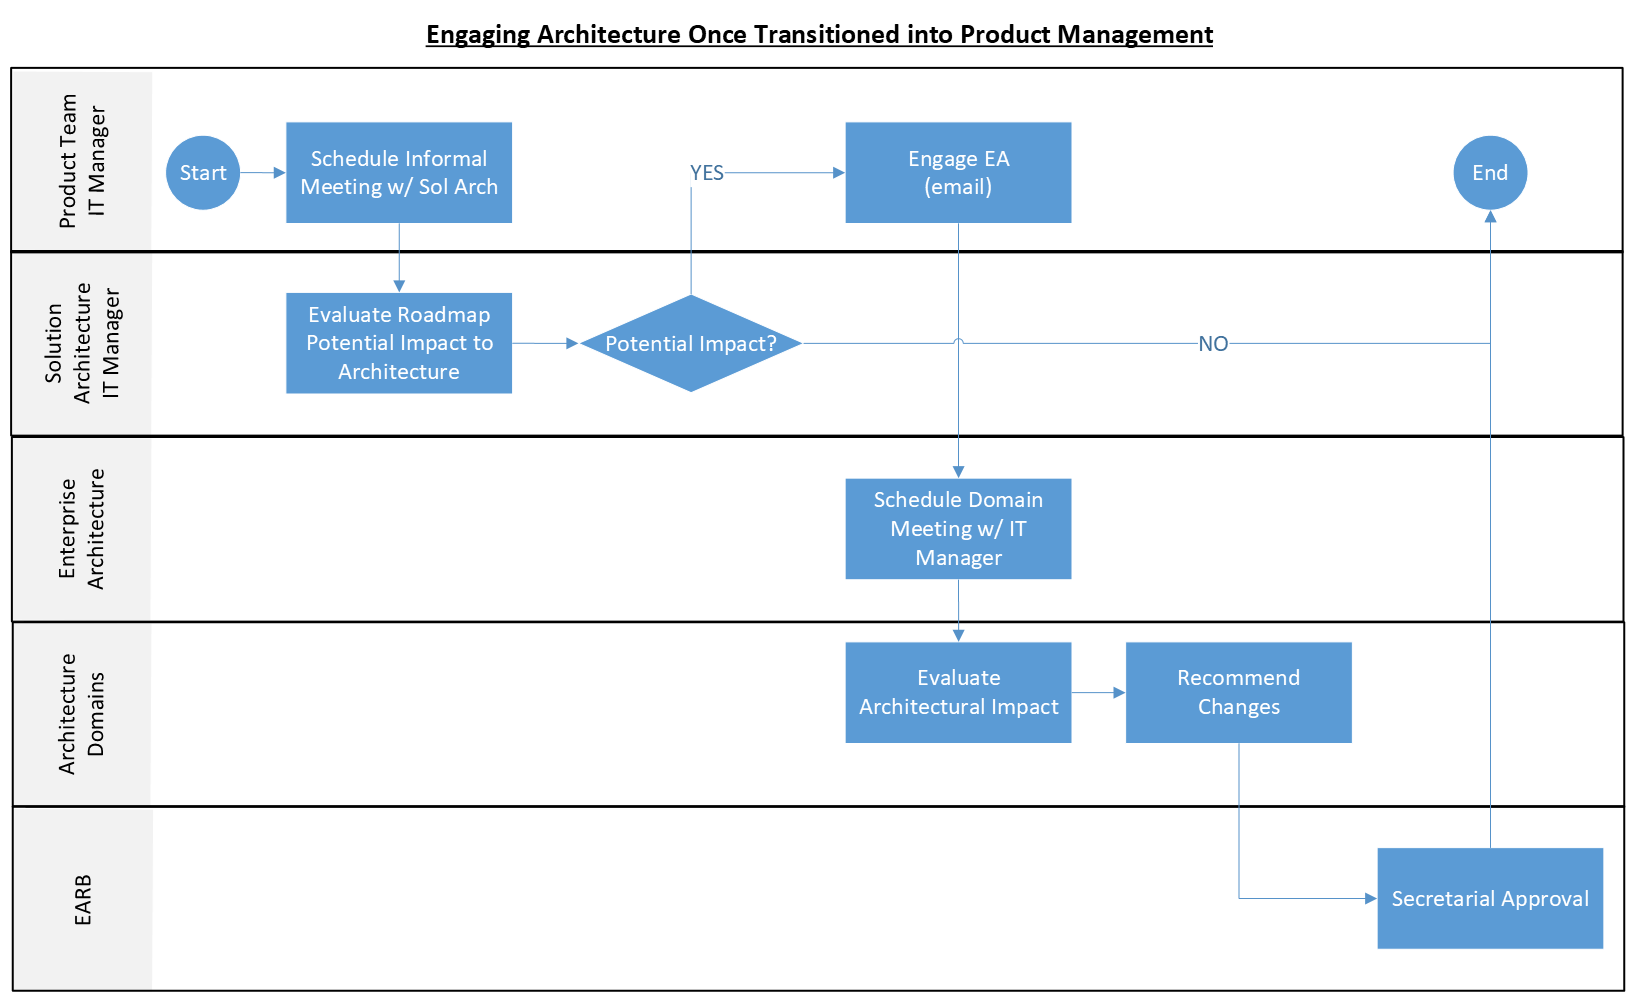 Engaging Architecture Once Transitioned into Product Management
Product Team
IT Manager
Start
Schedule Informal
Meeting w/ Sol Arch
YES
Engage EA
(email)
End
Solution
Architecture
IT Manager
Evaluate Roadmap
Potential Impact to
Architecture
Potential Impact?
NO
Enterprise
Architecture
Schedule Domain
Meeting w/ IT
Manager
Architecture
Domains
Evaluate
Architectural Impact
Recommend
Changes
EARB
Secretarial Approval